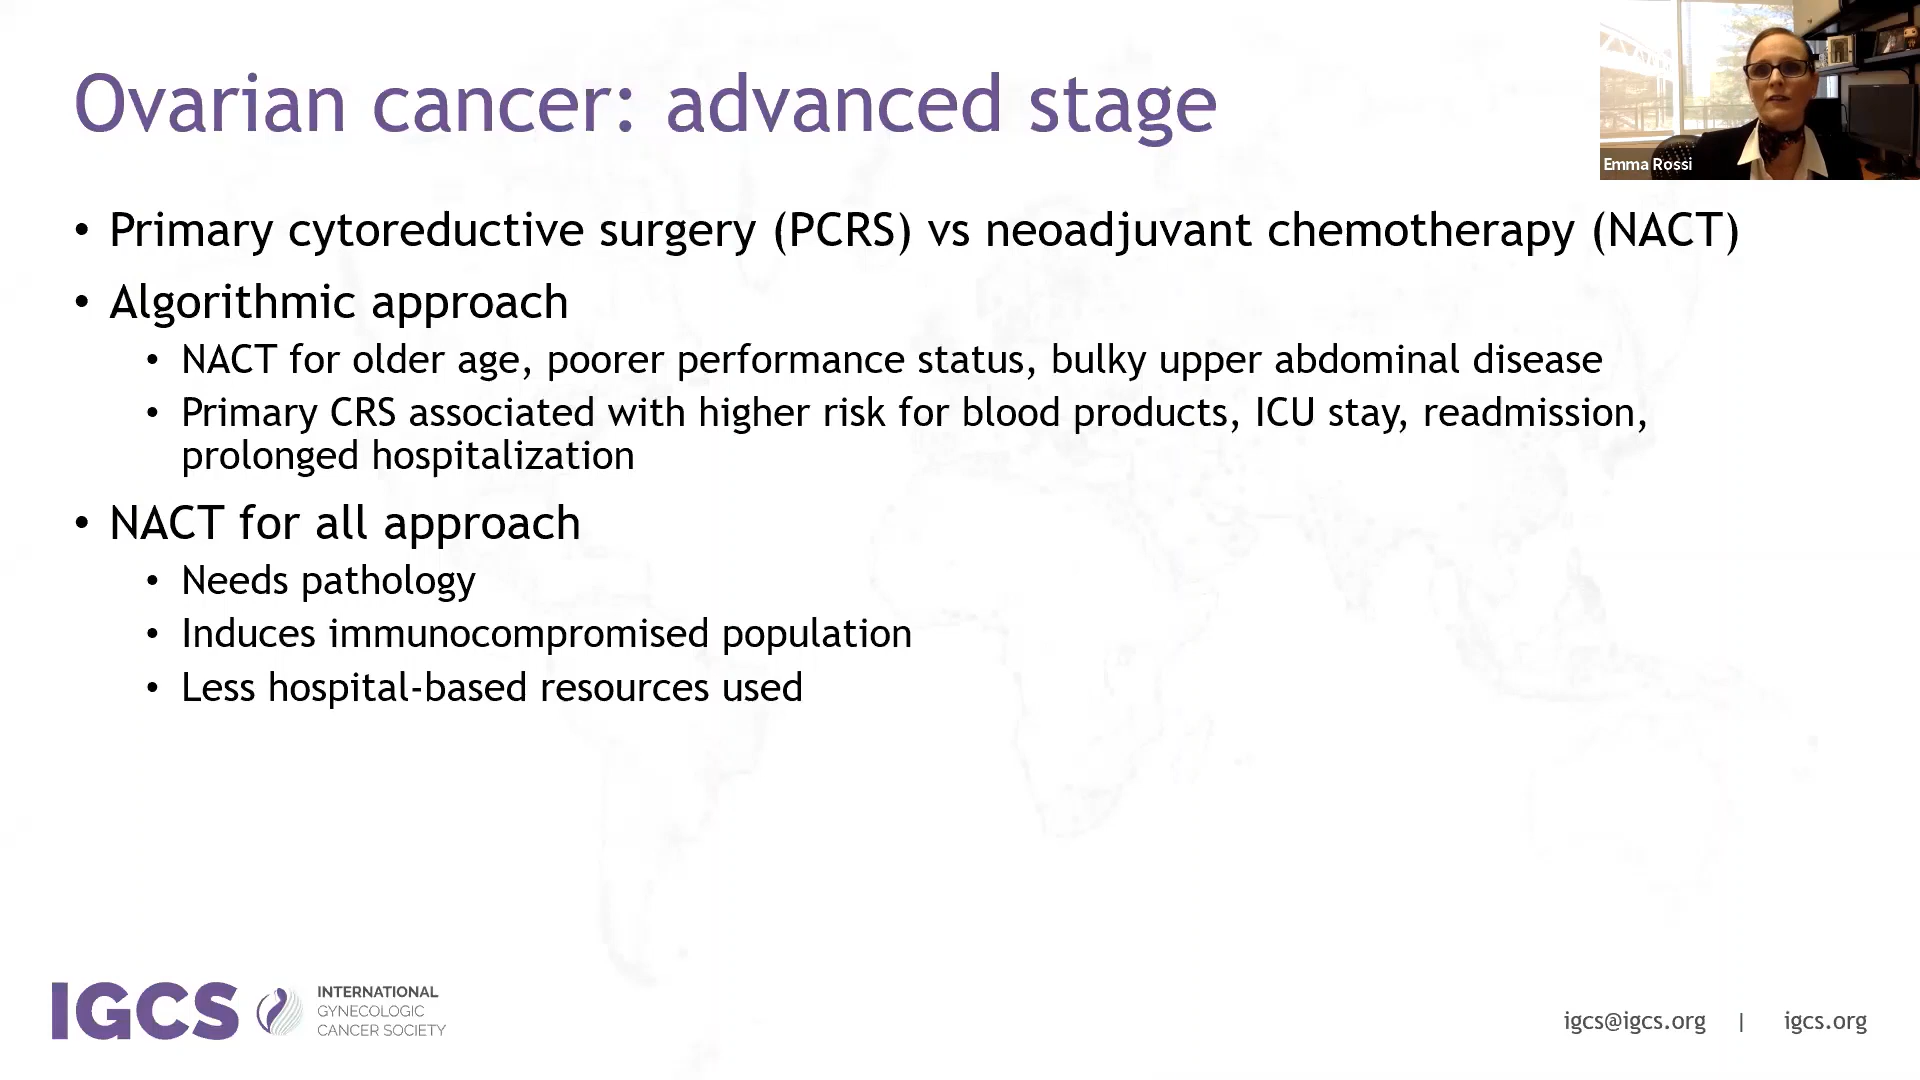 Ovarian cancer: advanced stage
Emma Rossi
• Primary cytoreductive surgery (PCRS) vs neoadjuvant chemotherapy (NACT)
• Algorithmic approach
• NACT for older age, poorer performance status, bulky upper abdominal disease
• Primary CRS associated with higher risk for blood products, ICU stay, readmission,
prolonged hospitalization
• NACT for all approach
• Needs pathology
• Induces immunocompromised population
• Less hospital-based resources used
IGCS
INTERNATIONAL
GYNECOLOGIC
CANCER SOCIETY
igcs@igcs.org | igcs.org